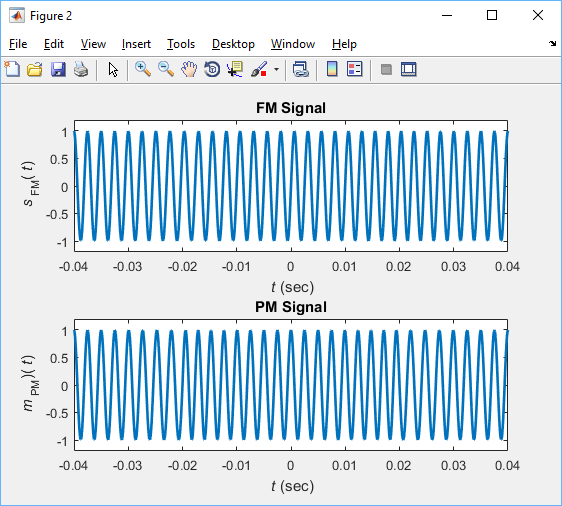 Figure 2
File Edit View Insert Tools Desktop Window Help
FM Signal
1
0.5
0
-0.5
-1
s FM( t)
-0.04 -0.03 -0.02 -0.01 0 0.01 0.02 0.03 0.04
t (sec)
PM Signal
1
0.5
0
-0.5
-1
m PM)( t)
-0.04 -0.03 -0.02 -0.01 0 0.01 0.02 0.03 0.04
t (sec)